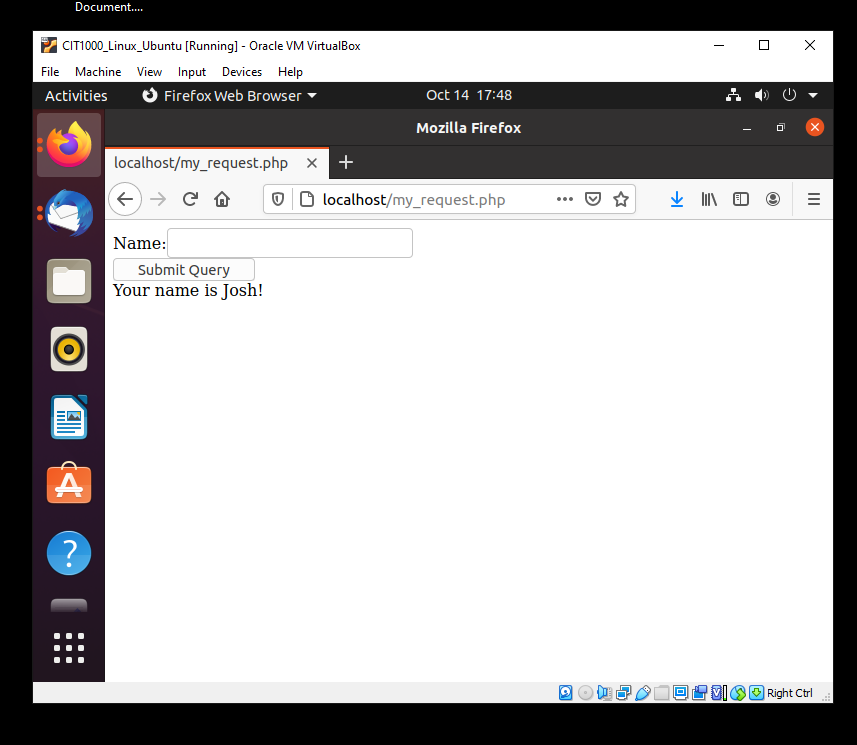 Document....
CIT1000_Linux_Ubuntu [Running] - Oracle VM VirtualBox
File Machine View Input Devices Help
Activities Firefox Web Browser Oct 14 17:48
Mozilla Firefox
localhost/my_request.php
localhost/my_request.php
Name:
Submit Query
Your name is Josh!
Right Ctrl